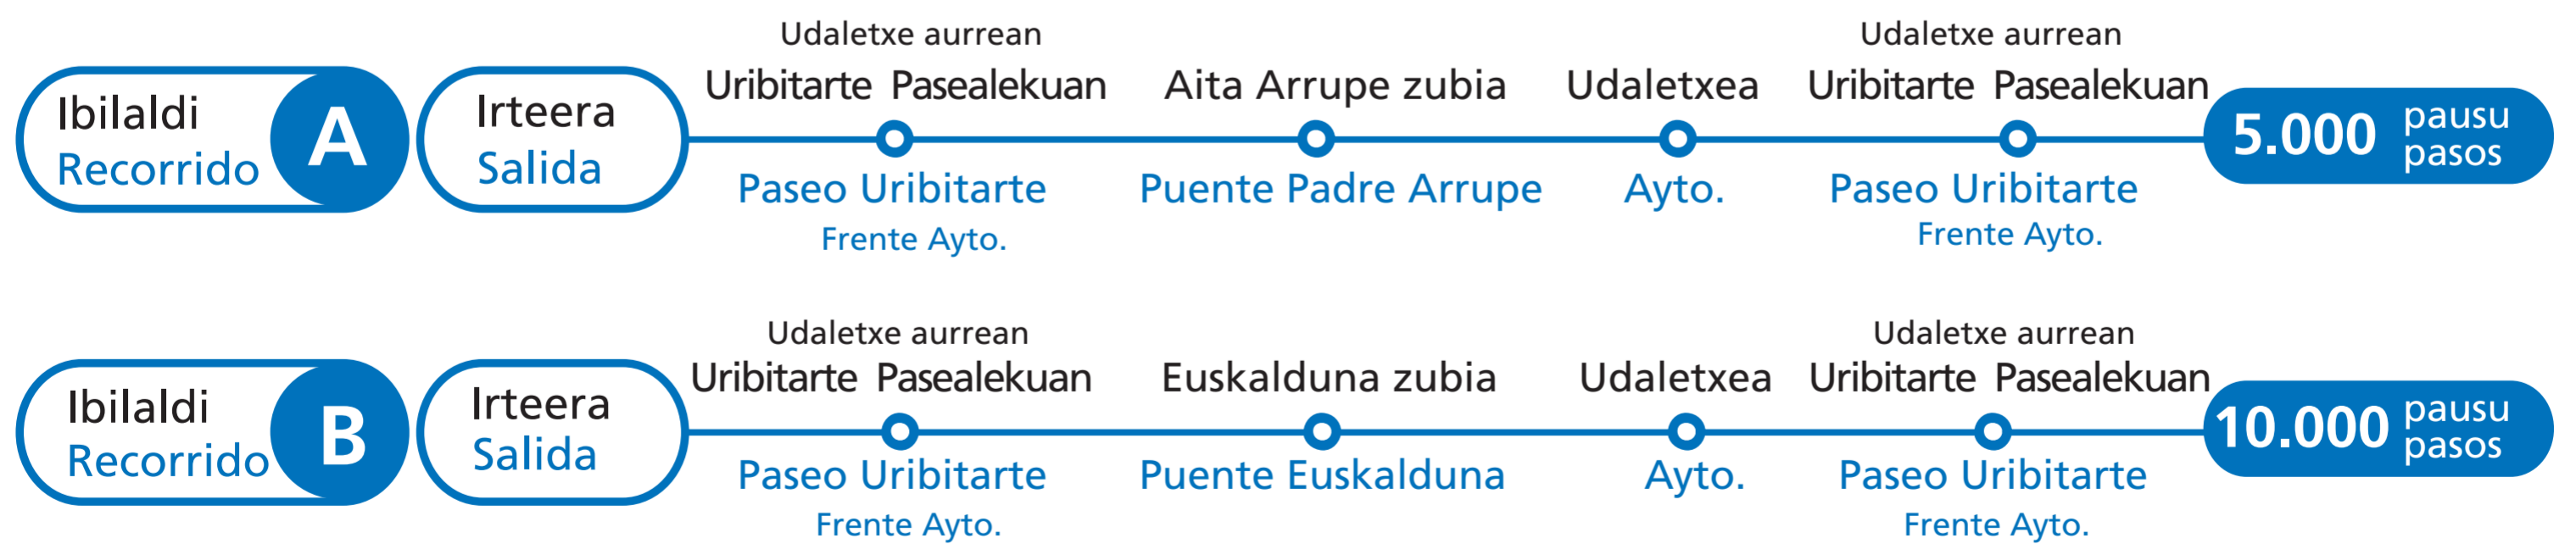 Ibilaldi
Recorrido
A
Irteera
Salida
Udaletxe aurrean
Uribitarte Pasealekuan
Paseo Uribitarte
Frente Ayto.
Aita Arrupe zubia
Puente Padre Arrupe
Udaletxea
Ayto.
Udaletxe aurrean
Uribitarte Pasealekuan
Paseo Uribitarte
Frente Ayto.
5.000
pausu
pasos
Ibilaldi
Recorrido
B
Irteera
Salida
Udaletxe aurrean
Uribitarte Pasealekuan
Paseo Uribitarte
Frente Ayto.
Euskalduna zubia
Puente Euskalduna
Udaletxea
Ayto.
Udaletxe aurrean
Uribitarte Pasealekuan
Paseo Uribitarte
Frente Ayto.
10.000
pausu
pasos